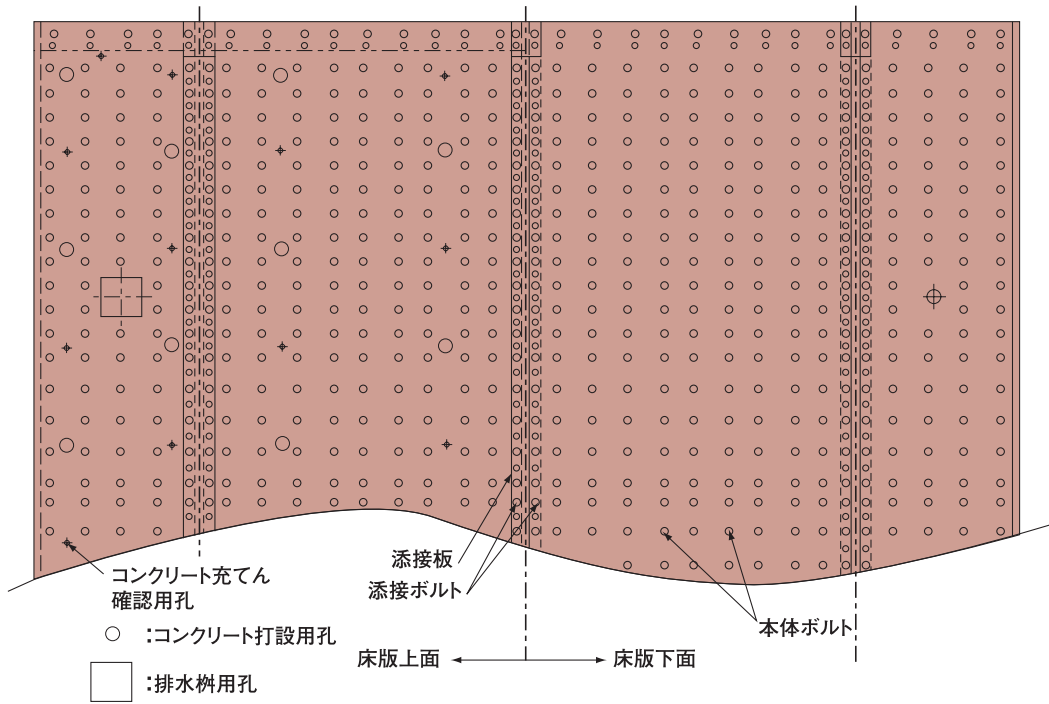 添接板
コンクリート充てん
確認用孔
添接ボルト
：コンクリート打設用孔
本体ボルト
床版上面
床版下面
：排水桝用孔